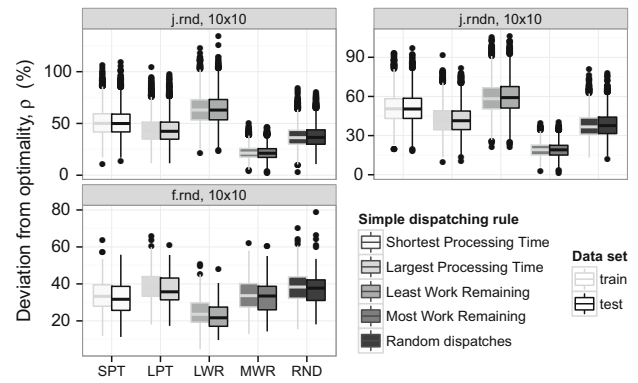 j.rnd, 10x10
j.rndn, 10x10
Deviation from optimality, ρ (%)
100
50
0
90
60
30
0
f.rnd, 10x10
80
60
40
20
SPT LPT LWR MWR RND
Simple dispatching rule
Shortest Processing Time
Largest Processing Time
Least Work Remaining
Most Work Remaining
Random dispatches
Data set
train
test